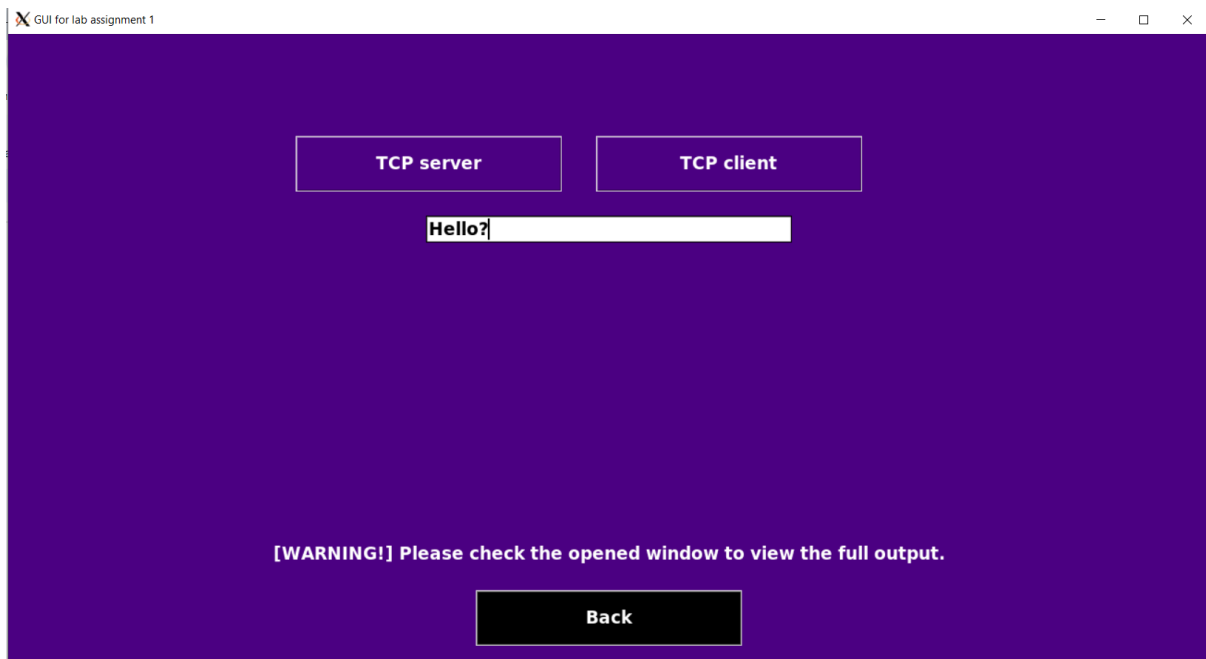 GUI for lab assignment 1
TCP server
TCP client
Hello?
[WARNING!] Please check the opened window to view the full output.
Back